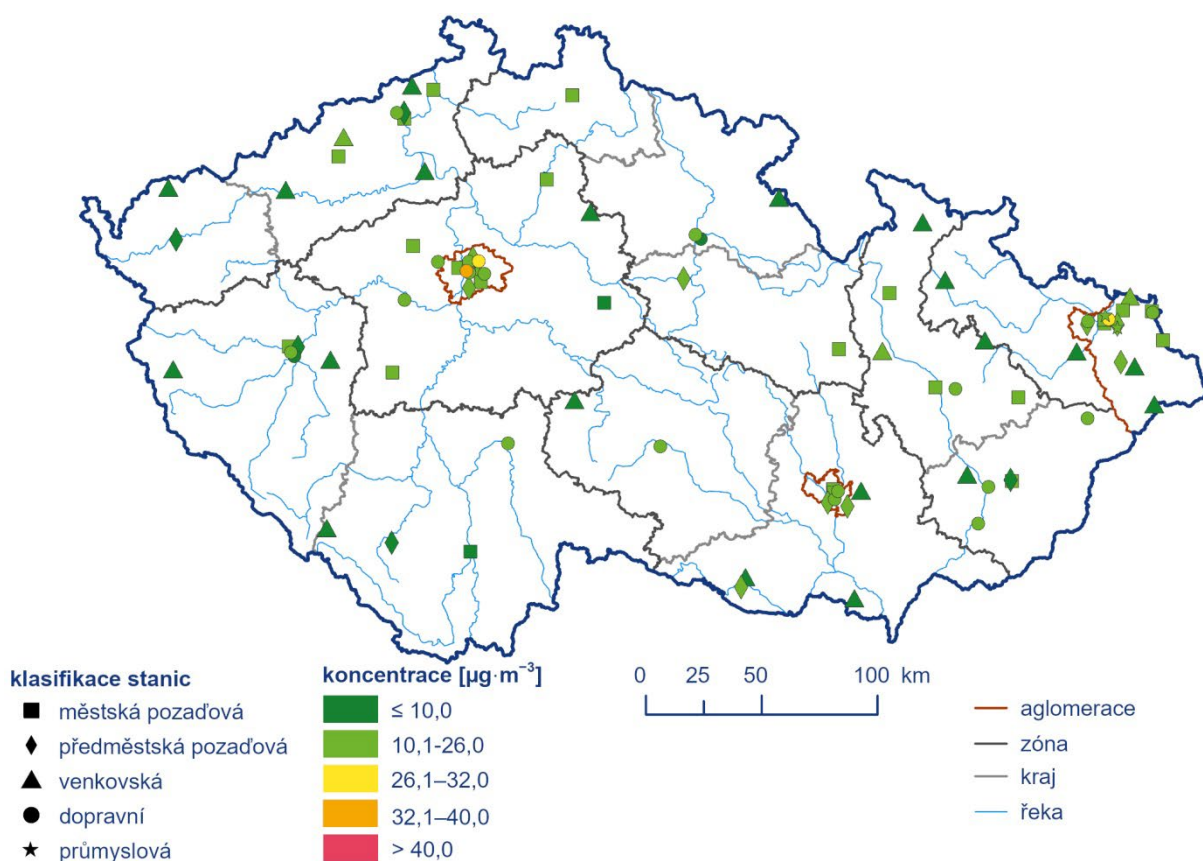 klasifikace stanic
městská pozaďová
předměstská pozaďová
venkovská
dopravní
průmyslová
koncentrace [µg·m⁻³]
≤ 10,0
10,1-26,0
26,1–32,0
32,1–40,0
> 40,0
0 25 50 100 km
aglomerace
zóna
kraj
řeka